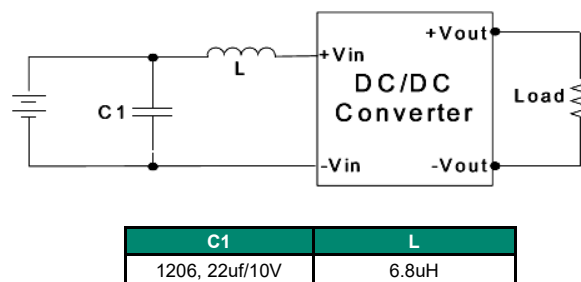 +Vout
+Vin
L
DC/DC
Converter
C1
Load
-Vin
-Vout
C1 L
1206, 22uf/10V 6.8uH